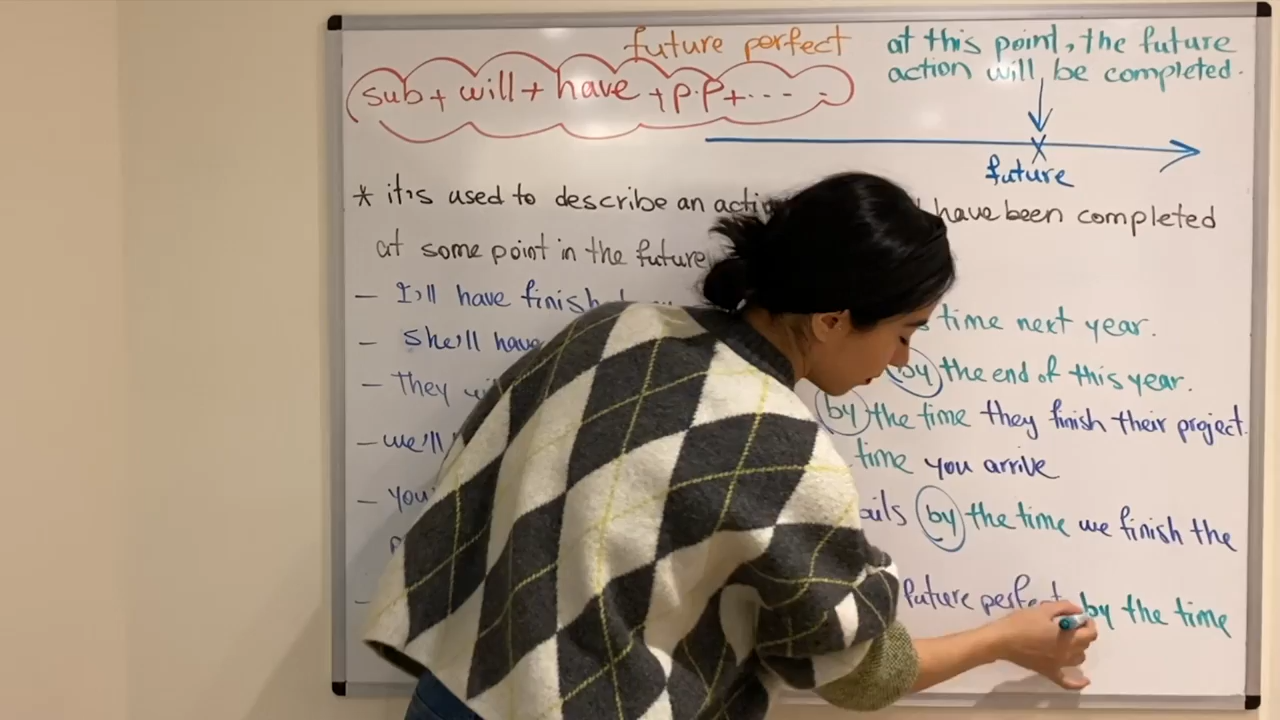 future perfect
sub + will + have + p.p + ....
at this point, the future
action will be completed.
future
* it's used to describe an have been completed
at some point in the future
- I'll have time next year.
- She'll have by the end of this year.
- They by the time they finish their project.
- we'll time you arrive
- you by the time we finish the
future perfect by the time